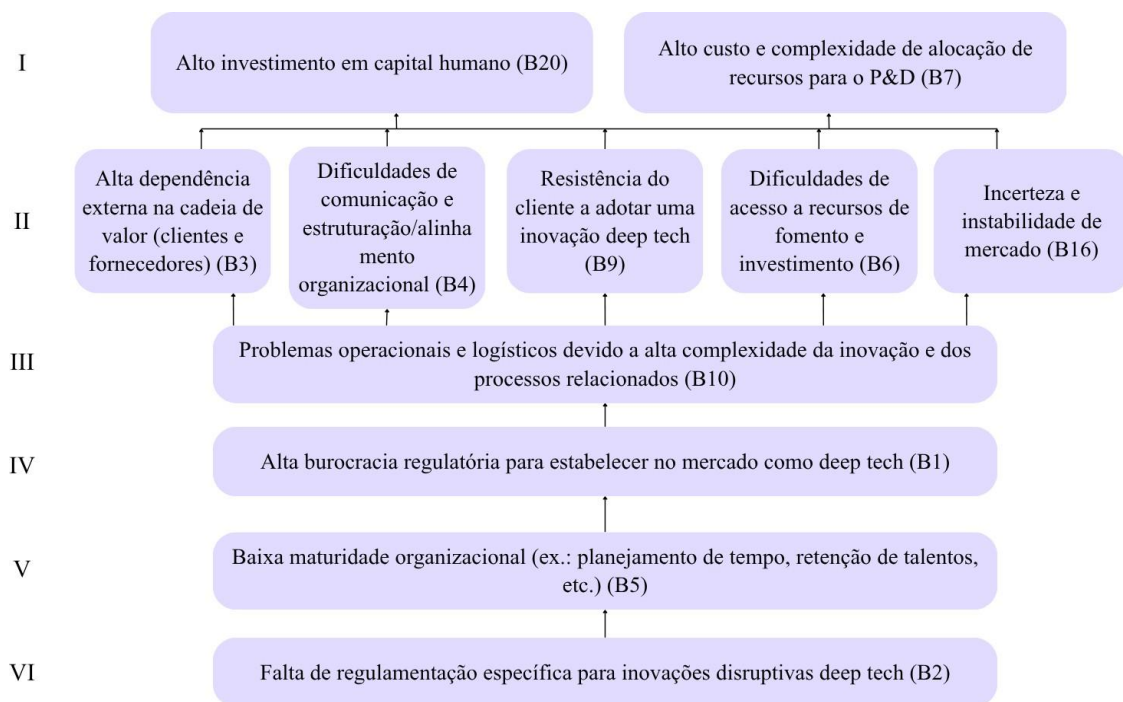 I
Alto investimento em capital humano (B20)
Alto custo e complexidade de alocação de
recursos para o P&D (B7)
II
Alta dependência
externa na cadeia de
valor (clientes e
fornecedores) (B3)
Dificuldades de
comunicação e
estruturação/alinha
mento
organizacional (B4)
Resistência do
cliente a adotar uma
inovação deep tech
(B9)
Dificuldades de
acesso a recursos de
fomento e
investimento (B6)
Incerteza e
instabilidade de
mercado (B16)
III
Problemas operacionais e logísticos devido a alta complexidade da inovação e dos
processos relacionados (B10)
IV
Alta burocracia regulatória para estabelecer no mercado como deep tech (B1)
V
Baixa maturidade organizacional (ex.: planejamento de tempo, retenção de talentos,
etc.) (B5)
VI
Falta de regulamentação específica para inovações disruptivas deep tech (B2)